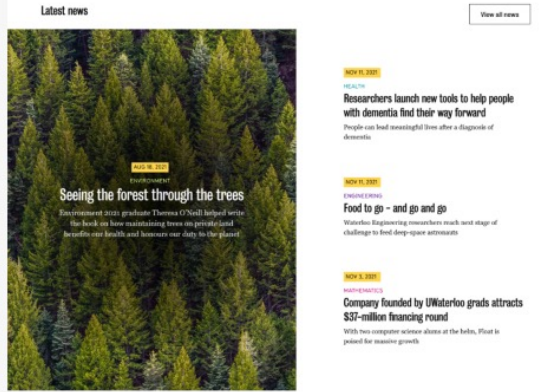 Latest news
View all news
AUG 18, 2021
ENVIRONMENT
Seeing the forest through the trees
Environment 2021 graduate Theresa O'Neill helped write
the book on how maintaining trees on private land
benefits our health and honours our duty to the planet
NOV 11, 2021
HEALTH
Researchers launch new tools to help people
with dementia find their way forward
People can lead meaningful lives after a diagnosis of
dementia
NOV 11, 2021
ENGINEERING
Food to go – and go and go
Waterloo Engineering researchers reach next stage of
challenge to feed deep-space astronauts
NOV 3, 2021
MATHEMATICS
Company founded by UWaterloo grads attracts
$37-million financing round
With two computer science alums at the helm, Float is
poised for massive growth